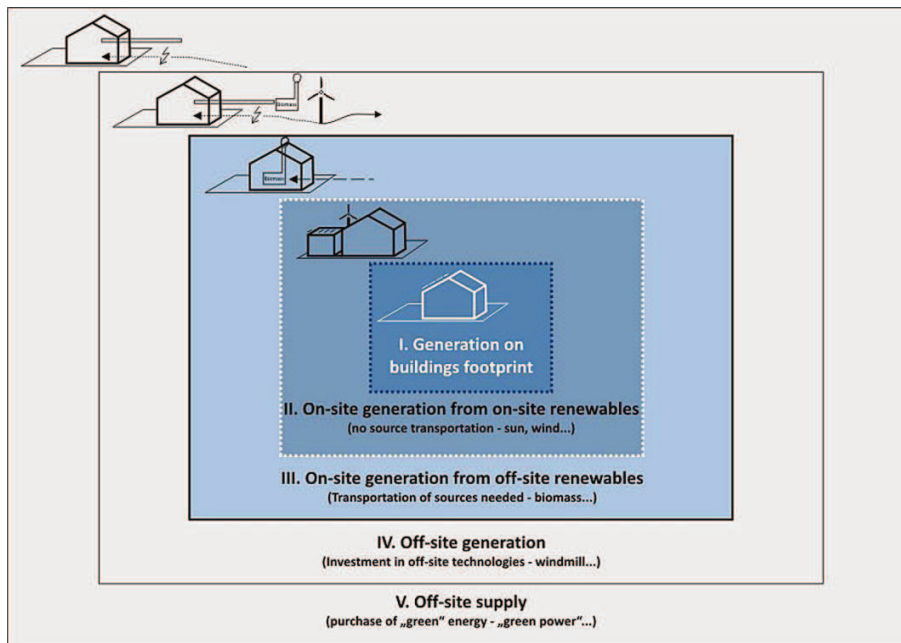 Biomass
Biomass
I. Generation on
buildings footprint
II. On-site generation from on-site renewables
(no source transportation - sun, wind...)
III. On-site generation from off-site renewables
(Transportation of sources needed - biomass...)
IV. Off-site generation
(Investment in off-site technologies - windmill...)
V. Off-site supply
(purchase of „green“ energy - „green power“...)